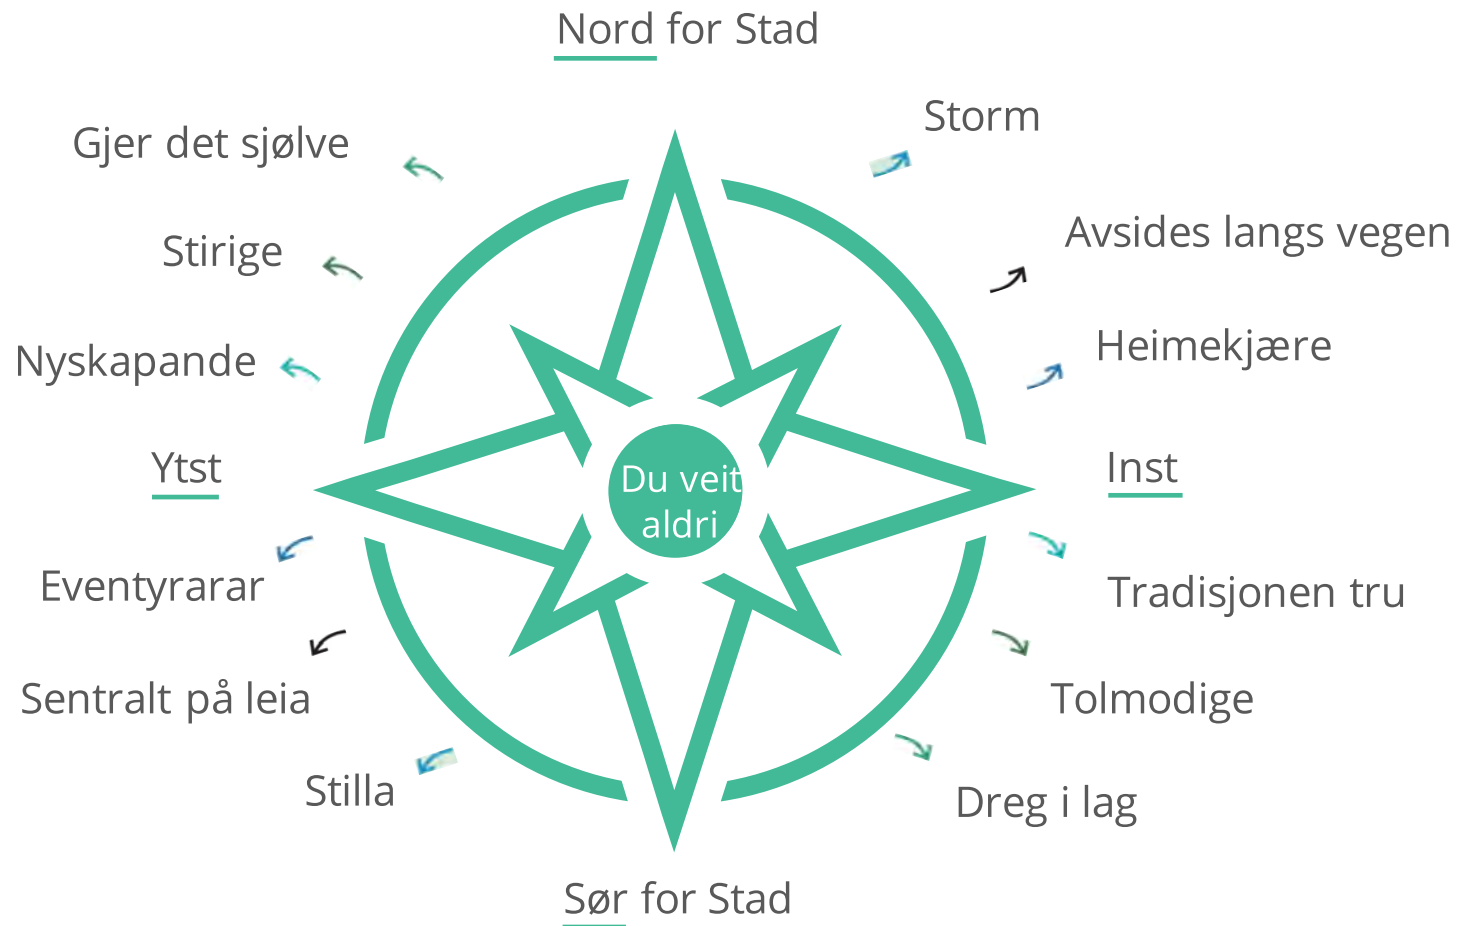 Nord for Stad
Storm
Gjer det sjølve
Avsides langs vegen
Stirige
Heimekjære
Nyskapande
Ytst
Inst
Du veit
aldri
Eventyrarar
Tradisjonen tru
Sentralt på leia
Tolmodige
Stilla
Dreg i lag
Sør for Stad